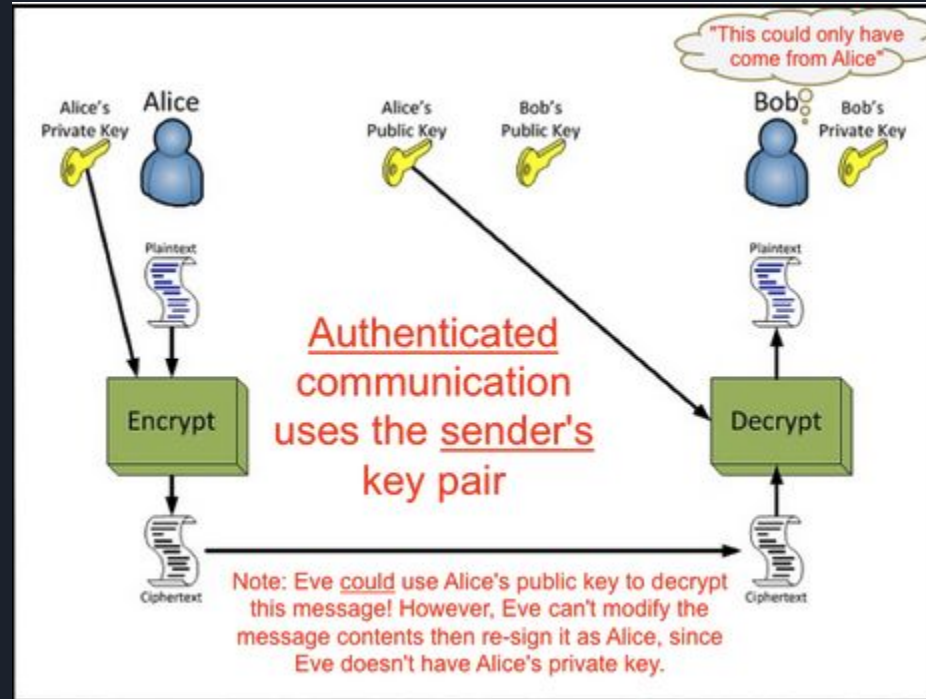 "This could only have
come from Alice"
Alice's
Private Key
Alice
Alice's
Public Key
Bob's
Public Key
Bob
Bob's
Private Key
Plaintext
Plaintext
Authenticated
communication
uses the sender's
key pair
Encrypt
Decrypt
Ciphertext
Ciphertext
Note: Eve could use Alice's public key to decrypt
this message! However, Eve can't modify the
message contents then re-sign it as Alice, since
Eve doesn't have Alice's private key.